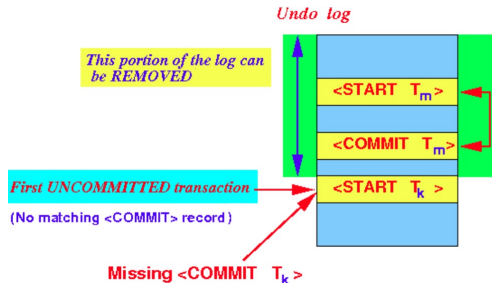 Undo log
This portion of the log can
be REMOVED
<START Tm>
<COMMIT Tm>
First UNCOMMITTED transaction
<START Tk>
(No matching <COMMIT> record)
Missing <COMMIT Tk>